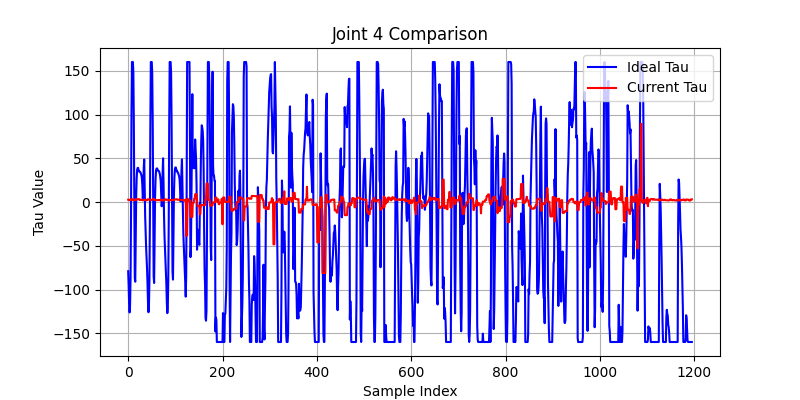 Joint 4 Comparison
Ideal Tau
Current Tau
150
100
50
0
−50
−100
−150
Tau Value
0
200
400
600
800
1000
1200
Sample Index